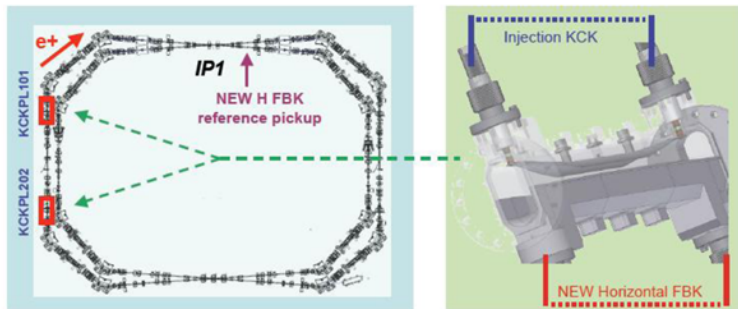 e+
IP1
NEW H FBK
reference pickup
KCKPL101
KCKPL202
Injection KCK
NEW Horizontal FBK